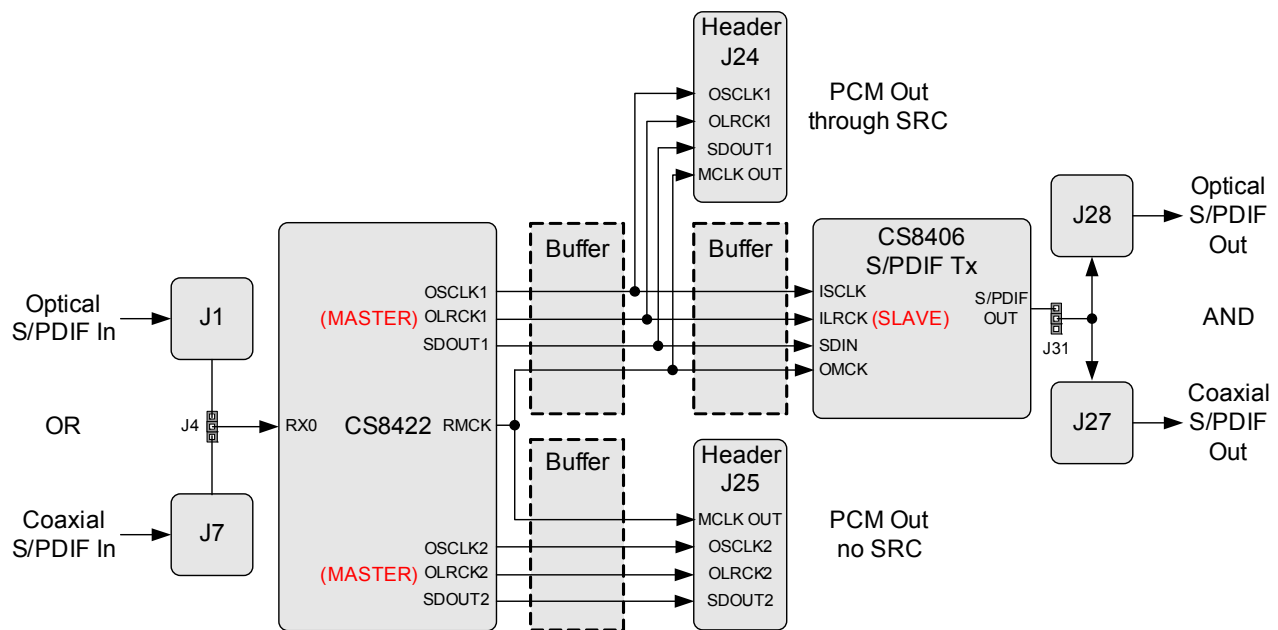 Header
J24
OSCLK1
OLRCK1
SDOUT1
MCLK OUT
PCM Out
through SRC
Optical
S/PDIF In
J1
OR
J4
Coaxial
S/PDIF In
J7
RX0
CS8422
OSCLK1
(MASTER) OLRCK1
SDOUT1
RMCK
OSCLK2
(MASTER) OLRCK2
SDOUT2
Buffer
Buffer
Buffer
CS8406
S/PDIF Tx
ISCLK
ILRCK (SLAVE)
SDIN
OMCK
S/PDIF
OUT
J31
J28
Optical
S/PDIF
Out
AND
J27
Coaxial
S/PDIF
Out
Header
J25
MCLK OUT
OSCLK2
OLRCK2
SDOUT2
PCM Out
no SRC